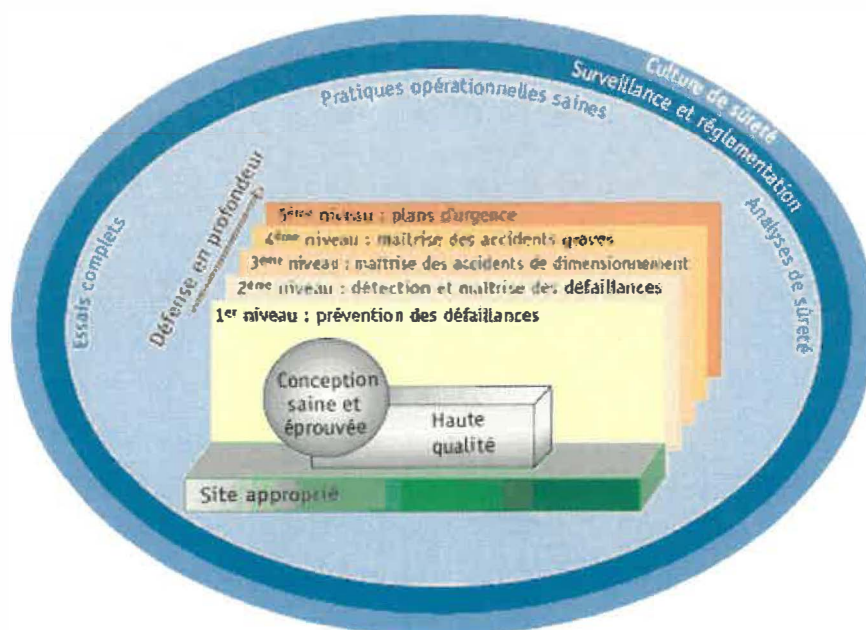 Culture de sûreté
Surveillance et réglementation
Pratiques opérationnelles saines
Analyses de sûreté
Essais complets
Défense en profondeur
5ème niveau : plans d'urgence
4ème niveau : maîtrise des accidents graves
3ème niveau : maîtrise des accidents de dimensionnement
2ème niveau : détection et maîtrise des défaillances
1er niveau : prévention des défaillances
Conception
saine et
éprouvée
Haute
qualité
Site approprié